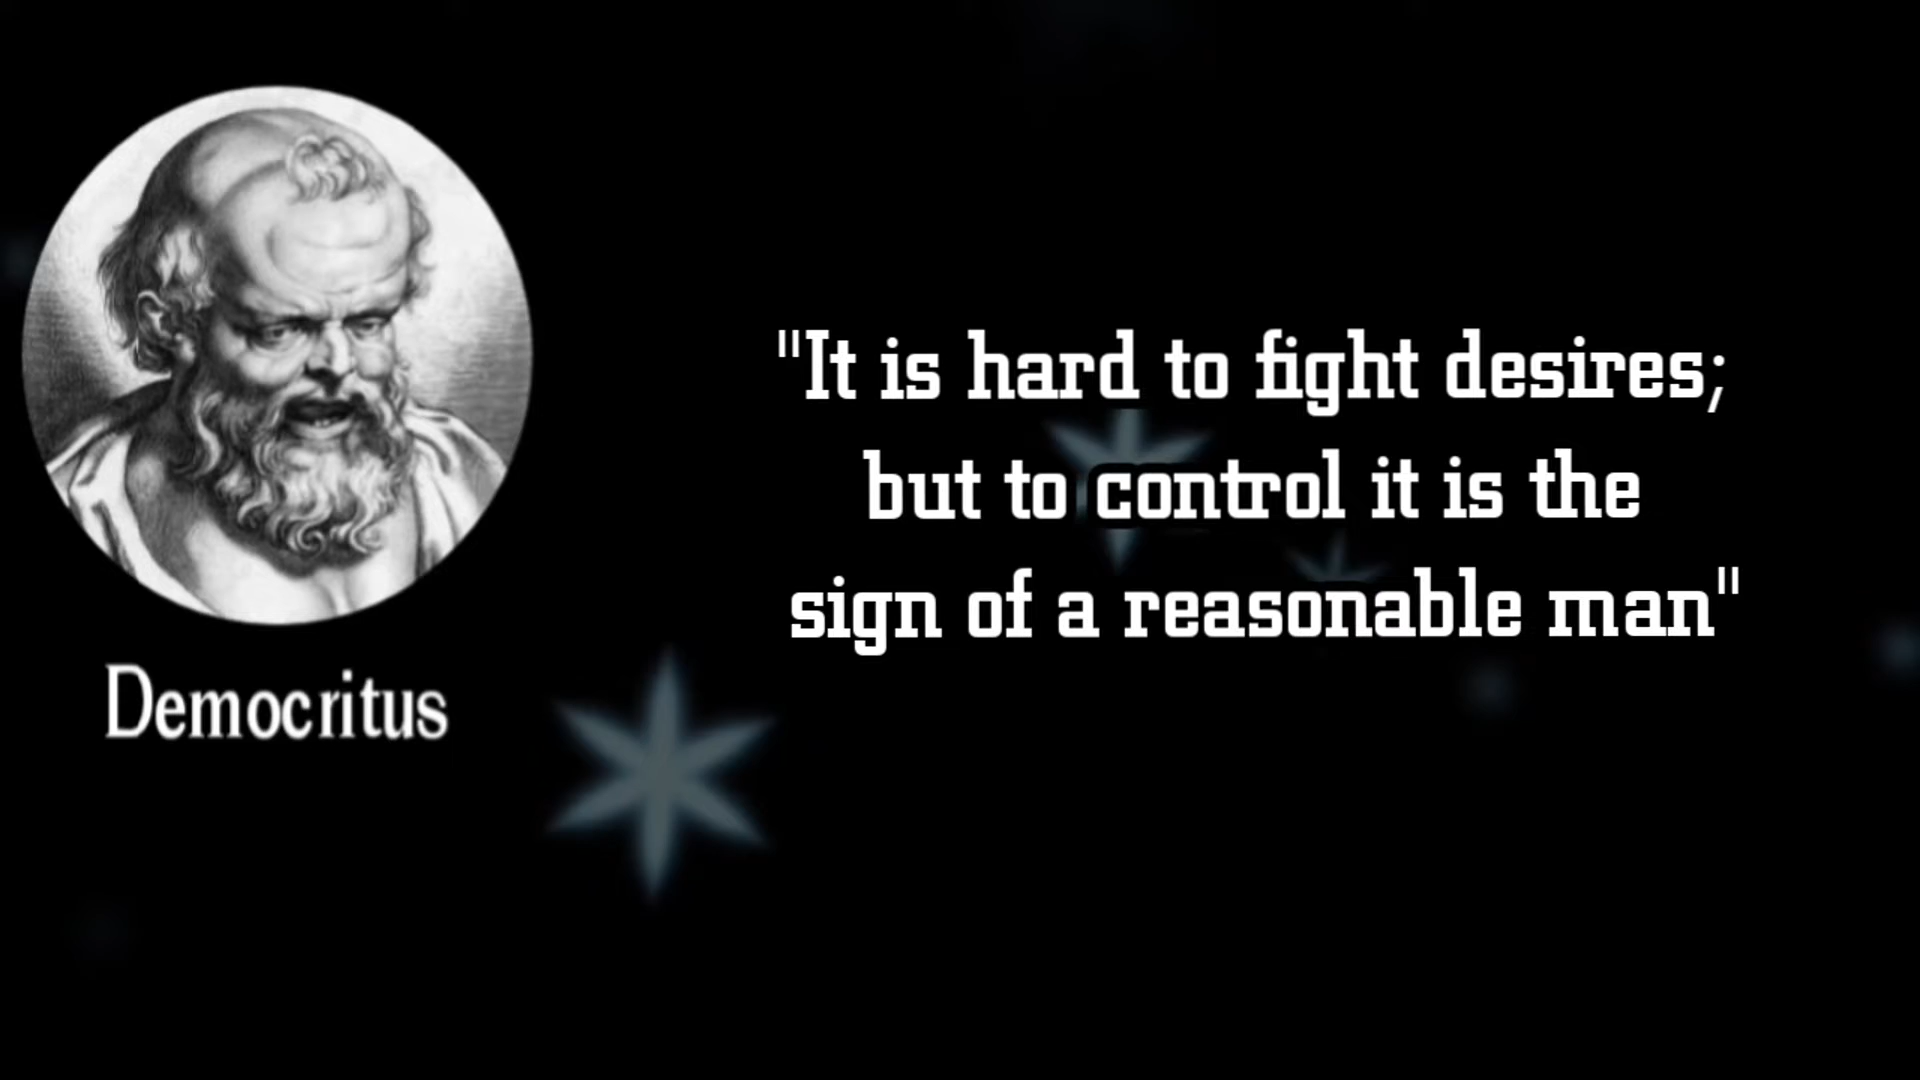 "It is hard to fight desires;
but to control it is the
sign of a reasonable man"
Democritus